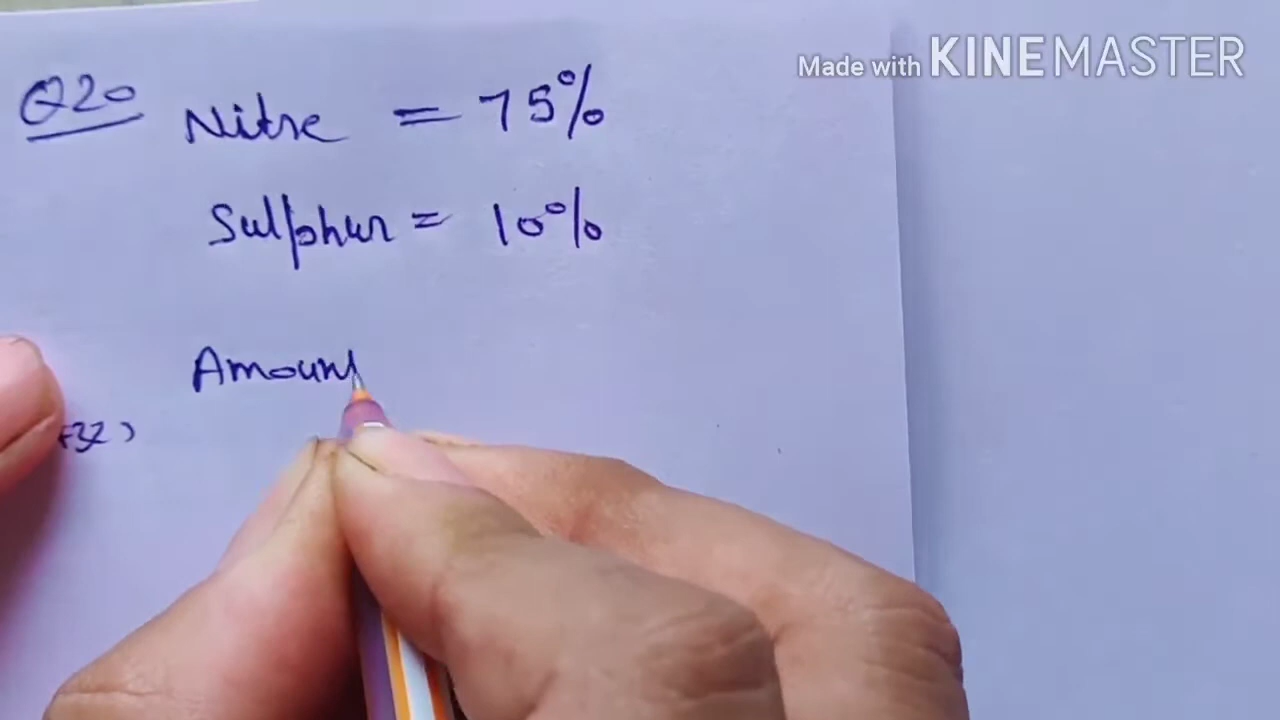 Made with KINEMASTER
Q20 Nitre = 75%
Sulphur = 10%
Amount